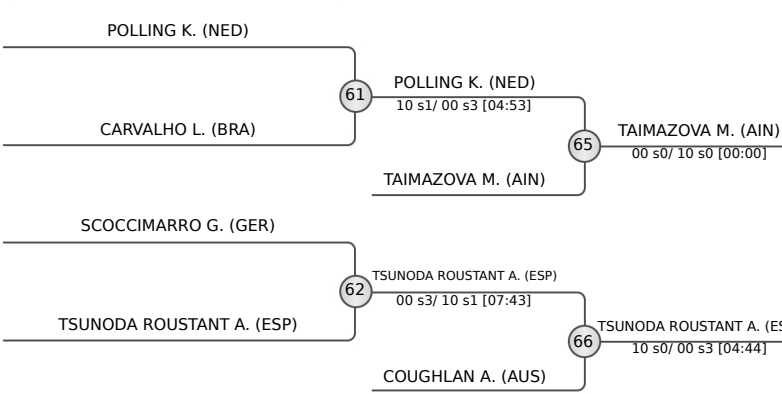 POLLING K. (NED)
61
POLLING K. (NED)
10 s1/ 00 s3 [04:53]
CARVALHO L. (BRA)
65
TAIMAZOVA M. (AIN)
00 s0/ 10 s0 [00:00]
TAIMAZOVA M. (AIN)
SCOCCIMARRO G. (GER)
62
TSUNODA ROUSTANT A. (ESP)
00 s3/ 10 s1 [07:43]
TSUNODA ROUSTANT A. (ESP)
66
TSUNODA ROUSTANT A. (ES
10 s0/ 00 s3 [04:44]
COUGHLAN A. (AUS)